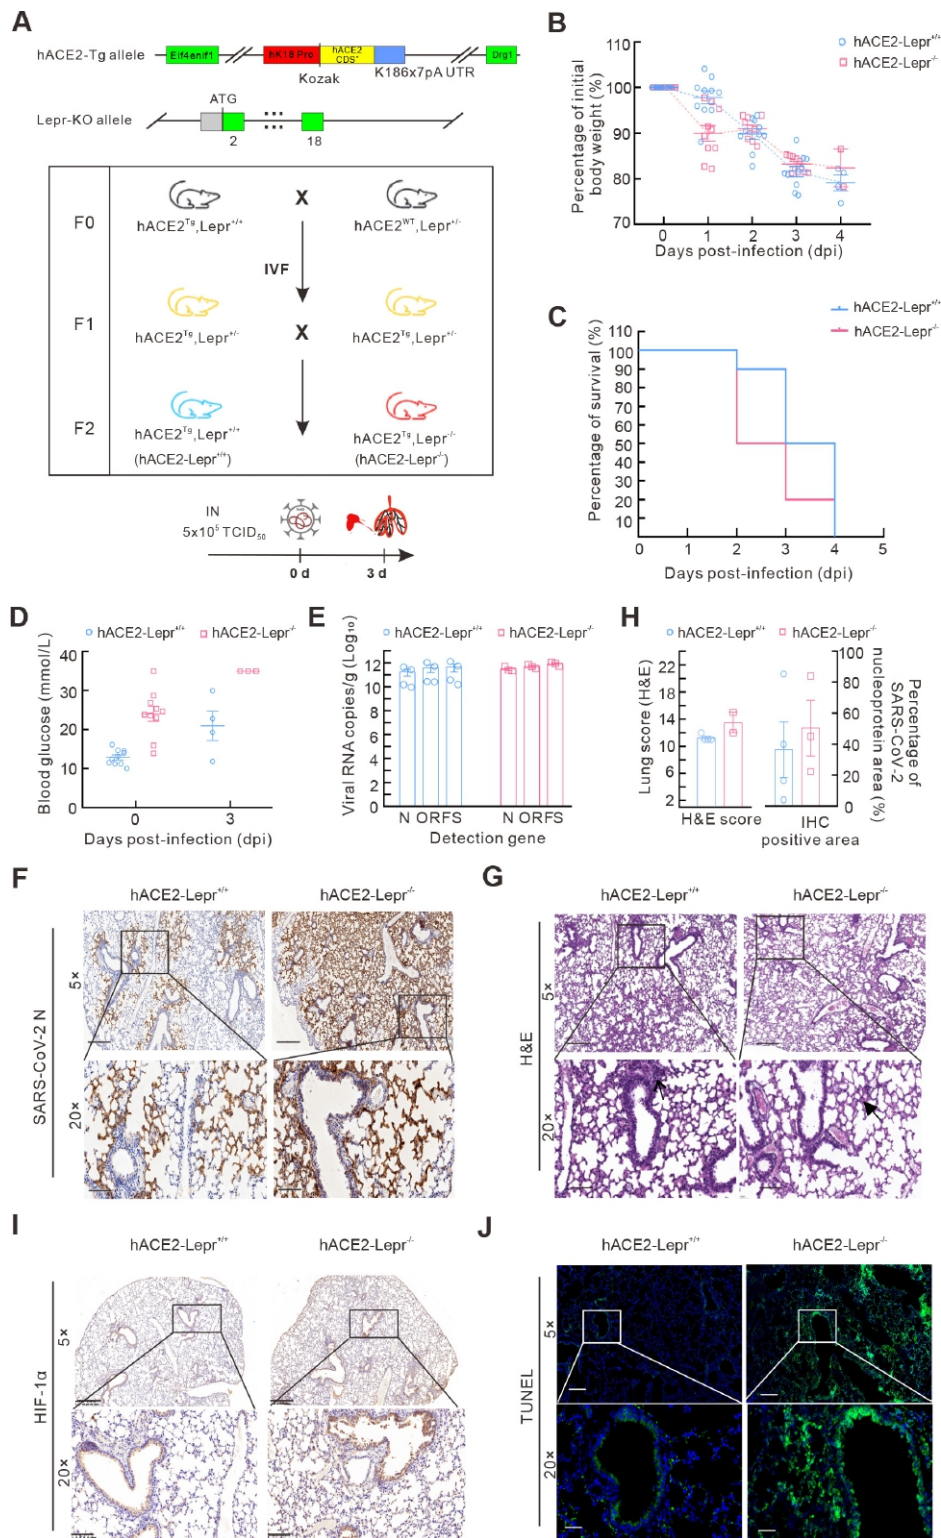 A
hACE2-Tg allele
Eif4enif1
hK18 Pro
hACE2
CDS*
Drg1
Kozak
K186x7pA UTR
Lepr-KO allele
ATG
2
18
F0
hACE2Tg,Lepr+/+
X
hACE2WT,Lepr+/-
IVF
F1
hACE2Tg,Lepr+/-
X
hACE2Tg,Lepr+/-
F2
hACE2Tg,Lepr+/+
(hACE2-Lepr+/+)
hACE2Tg,Lepr-/-
(hACE2-Lepr-/-)
IN
5x10⁵ TCID₅₀
0 d
3 d
B
hACE2-Lepr+/+
hACE2-Lepr-/-
Percentage of initial
body weight (%)
110
100
90
80
70
0 1 2 3 4
Days post-infection (dpi)
C
hACE2-Lepr+/+
hACE2-Lepr-/-
Percentage of survival (%)
110
100
90
80
70
60
50
40
30
20
10
0 1 2 3 4 5
Days post-infection (dpi)
D
hACE2-Lepr+/+
hACE2-Lepr-/-
Blood glucose (mmol/L)
40
30
20
10
0
0 3
Days post-infection (dpi)
E
hACE2-Lepr+/+
hACE2-Lepr-/-
Viral RNA copies/g (Log₁₀)
12
10
8
6
4
2
0
N ORFS N ORFS
Detection gene
H
hACE2-Lepr+/+
hACE2-Lepr-/-
Lung score (H&E)
22
18
14
10
6
2
100
80
60
40
20
0
Percentage of
SARS-CoV-2
nucleoprotein area (%)
H&E score
IHC
positive area
F
hACE2-Lepr+/+
hACE2-Lepr-/-
SARS-CoV-2 N
5×
20×
G
hACE2-Lepr+/+
hACE2-Lepr-/-
H&E
5×
20×
I
hACE2-Lepr+/+
hACE2-Lepr-/-
HIF-1α
5×
20×
J
hACE2-Lepr+/+
hACE2-Lepr-/-
TUNEL
5×
20×